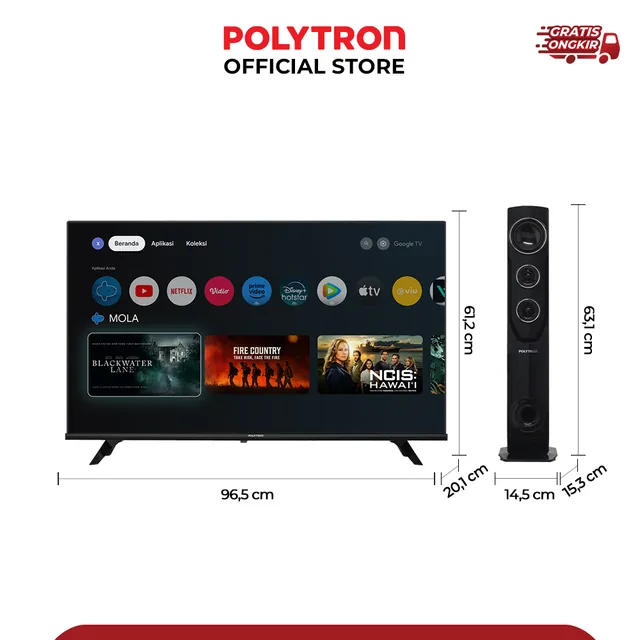 POLYTRON
OFFICIAL STORE
GRATIS
ONGKIR
X
Beranda
Aplikasi
Koleksi
Google TV
Aplikasi Anda
YouTube
NETFLIX
Vidio
prime video
Disney+ hotstar
tv
viu
MOLA
BLACKWATER
LANE
FIRE COUNTRY
TAKE RISK, FACE THE FIRE
NCIS:
HAWAI'I
POLYTRON
61,2 cm
96,5 cm
20,1 cm
POLYTRON
63,1 cm
14,5 cm
15,3 cm